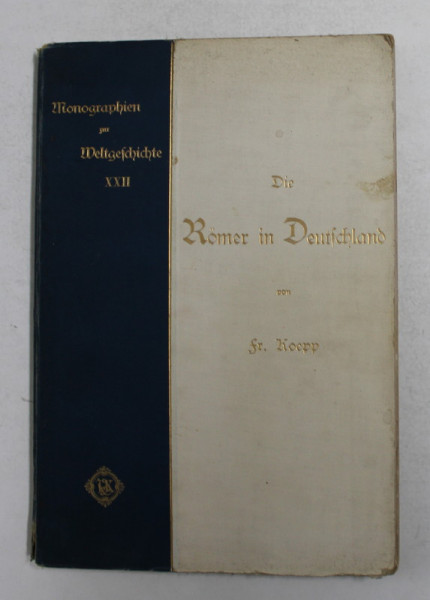 Monographien
zur
Weltgeschichte
XXII
Die
Römer in Deutschland
von
Fr. Koepp